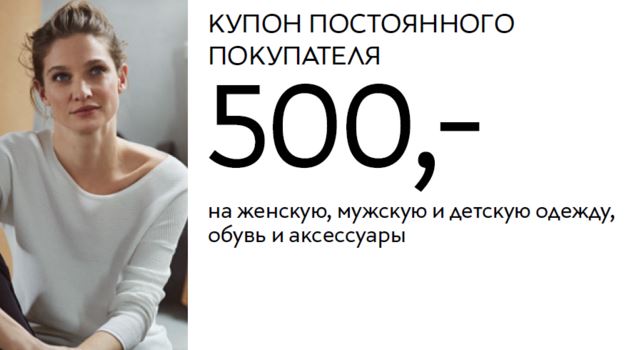 КУПОН ПОСТОЯННОГО
ПОКУПАТЕЛЯ
500,-
на женскую, мужскую и детскую одежду,
обувь и аксессуары